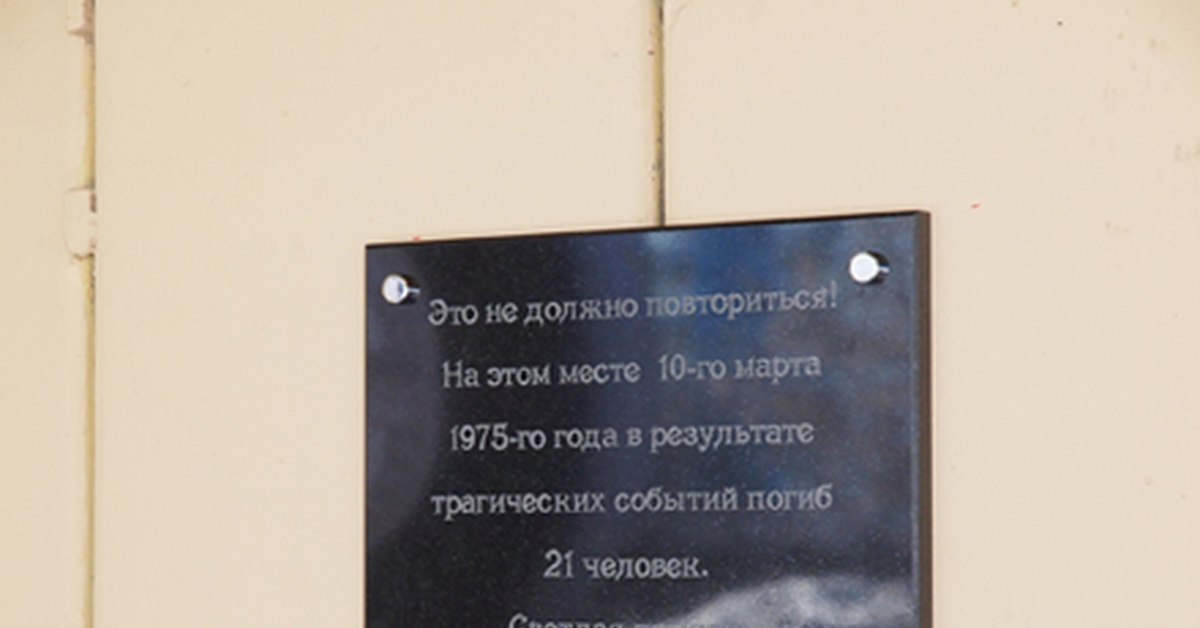 Это не должно повториться!
На этом месте 10-го марта
1975-го года в результате
трагических событий погиб
21 человек.
Светлая